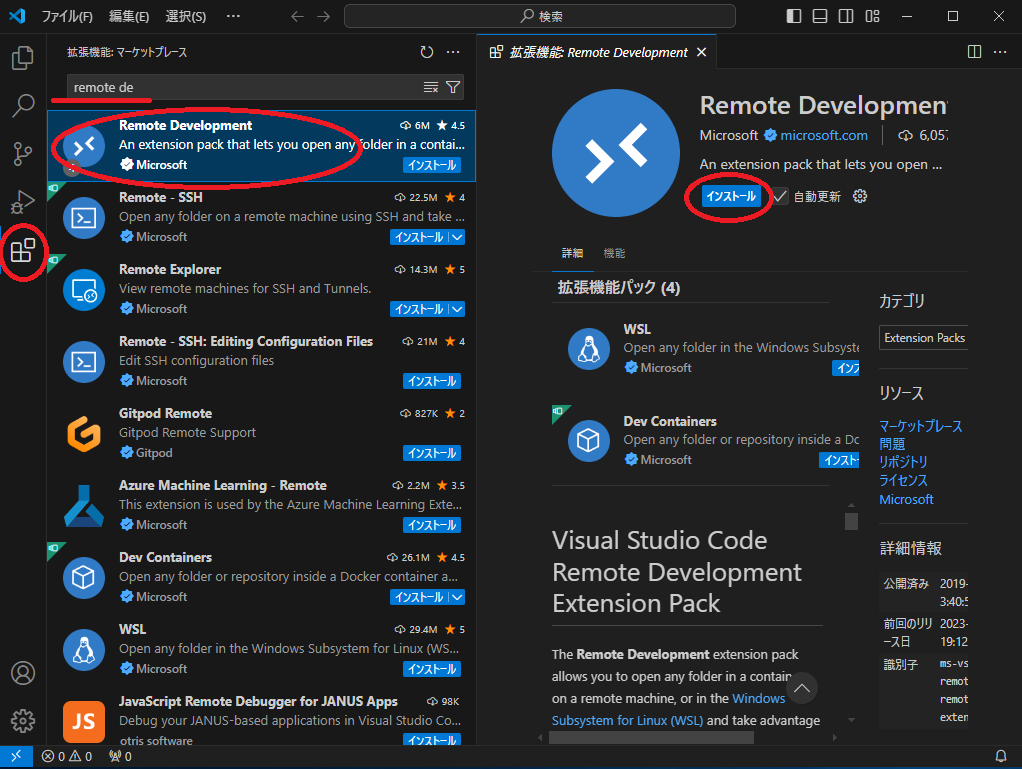 ファイル(F) 編集(E) 選択(S) ··· 検索
拡張機能: マーケットプレース
remote de
Remote Development 6M 4.5
An extension pack that lets you open any folder in a contai...
Microsoft インストール
Remote - SSH 22.5M 4
Open any folder on a remote machine using SSH and take ...
Microsoft インストール
Remote Explorer 14.3M 5
View remote machines for SSH and Tunnels.
Microsoft インストール
Remote - SSH: Editing Configuration Files 21M 4
Edit SSH configuration files
Microsoft インストール
Gitpod Remote 827K 2
Gitpod Remote Support
Gitpod インストール
Azure Machine Learning - Remote 2.2M 3.5
This extension is used by the Azure Machine Learning Exte...
Microsoft インストール
Dev Containers 26.1M 4.5
Open any folder or repository inside a Docker container a...
Microsoft インストール
WSL 29.4M 5
Open any folder in the Windows Subsystem for Linux (WS...
Microsoft インストール
JS
JavaScript Remote Debugger for JANUS Apps 98K
Debug your JANUS-based applications in Visual Studio Co...
otris software インストール
拡張機能: Remote Development
Remote Developmen
Microsoft microsoft.com 6,057
An extension pack that lets you open ...
インストール 自動更新
詳細 機能
拡張機能パック (4)
WSL
Open any folder in the Windows Subsyste
Microsoft インス
Dev Containers
Open any folder or repository inside a Dc
Microsoft インスト
Visual Studio Code
Remote Development
Extension Pack
The Remote Development extension pack
allows you to open any folder in a contain
on a remote machine, or in the Windows
Subsystem for Linux (WSL) and take advantage
カテゴリ
Extension Packs
リソース
マーケットプレース
問題
リポジトリ
ライセンス
Microsoft
詳細情報
公開済み 2019-
3:40:5
前回のリリ 2023-
ース日 19:12
識別子 ms-vs
remot
remot
exten
0 0 0